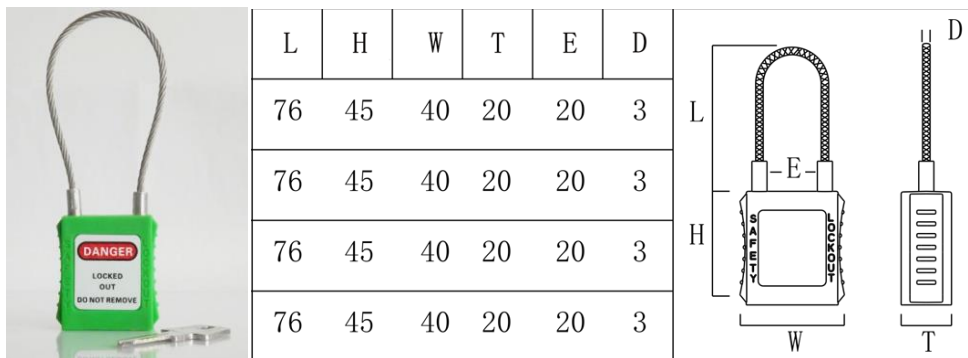 DANGER
LOCKED
OUT
DO NOT REMOVE
L H W T E D
76 45 40 20 20 3
76 45 40 20 20 3
76 45 40 20 20 3
76 45 40 20 20 3
D
L
E
H
SAFETY
LOCKOUT
W
T